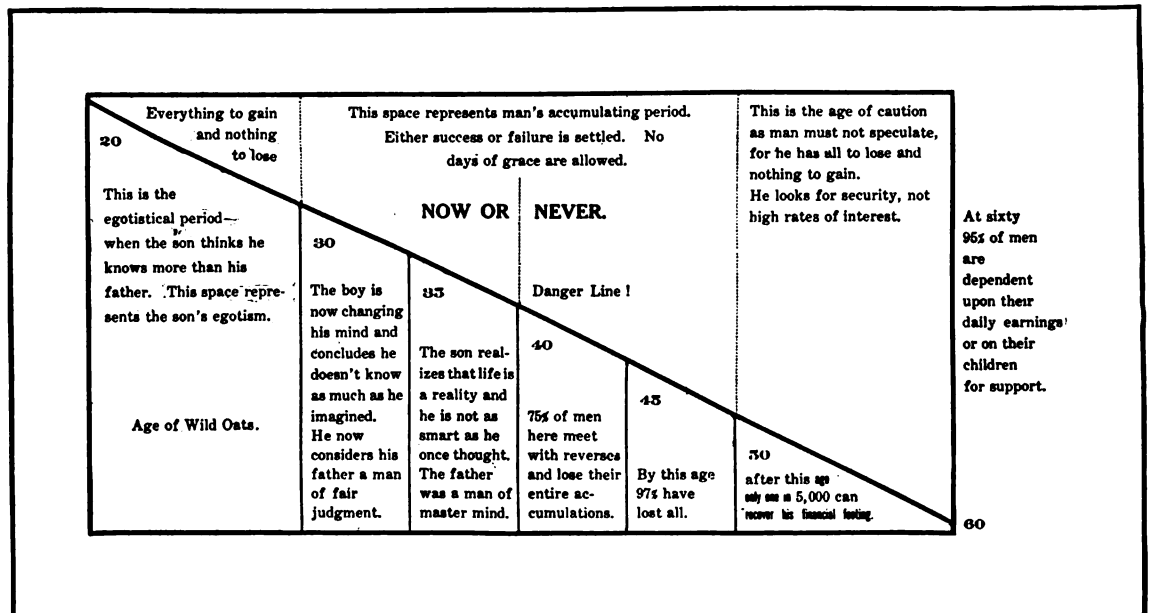 Everything to gain
and nothing
to lose
This space represents man's accumulating period.
Either success or failure is settled. No
days of grace are allowed.
NOW OR NEVER.
This is the age of caution
as man must not speculate,
for he has all to lose and
nothing to gain.
He looks for security, not
high rates of interest.
20
This is the
egotistical period—
when the son thinks he
knows more than his
father. This space repre-
sents the son's egotism.
Age of Wild Oats.
30
The boy is
now changing
his mind and
concludes he
doesn't know
as much as he
imagined.
He now
considers his
father a man
of fair
judgment.
35
The son real-
izes that life is
a reality and
he is not as
smart as he
once thought.
The father
was a man of
master mind.
Danger Line !
40
75% of men
here meet
with reverses
and lose their
entire ac-
cumulations.
45
By this age
97% have
lost all.
50
after this age
only one in 5,000 can
recover his financial footing.
At sixty
95% of men
are
dependent
upon their
daily earnings
or on their
children
for support.
60